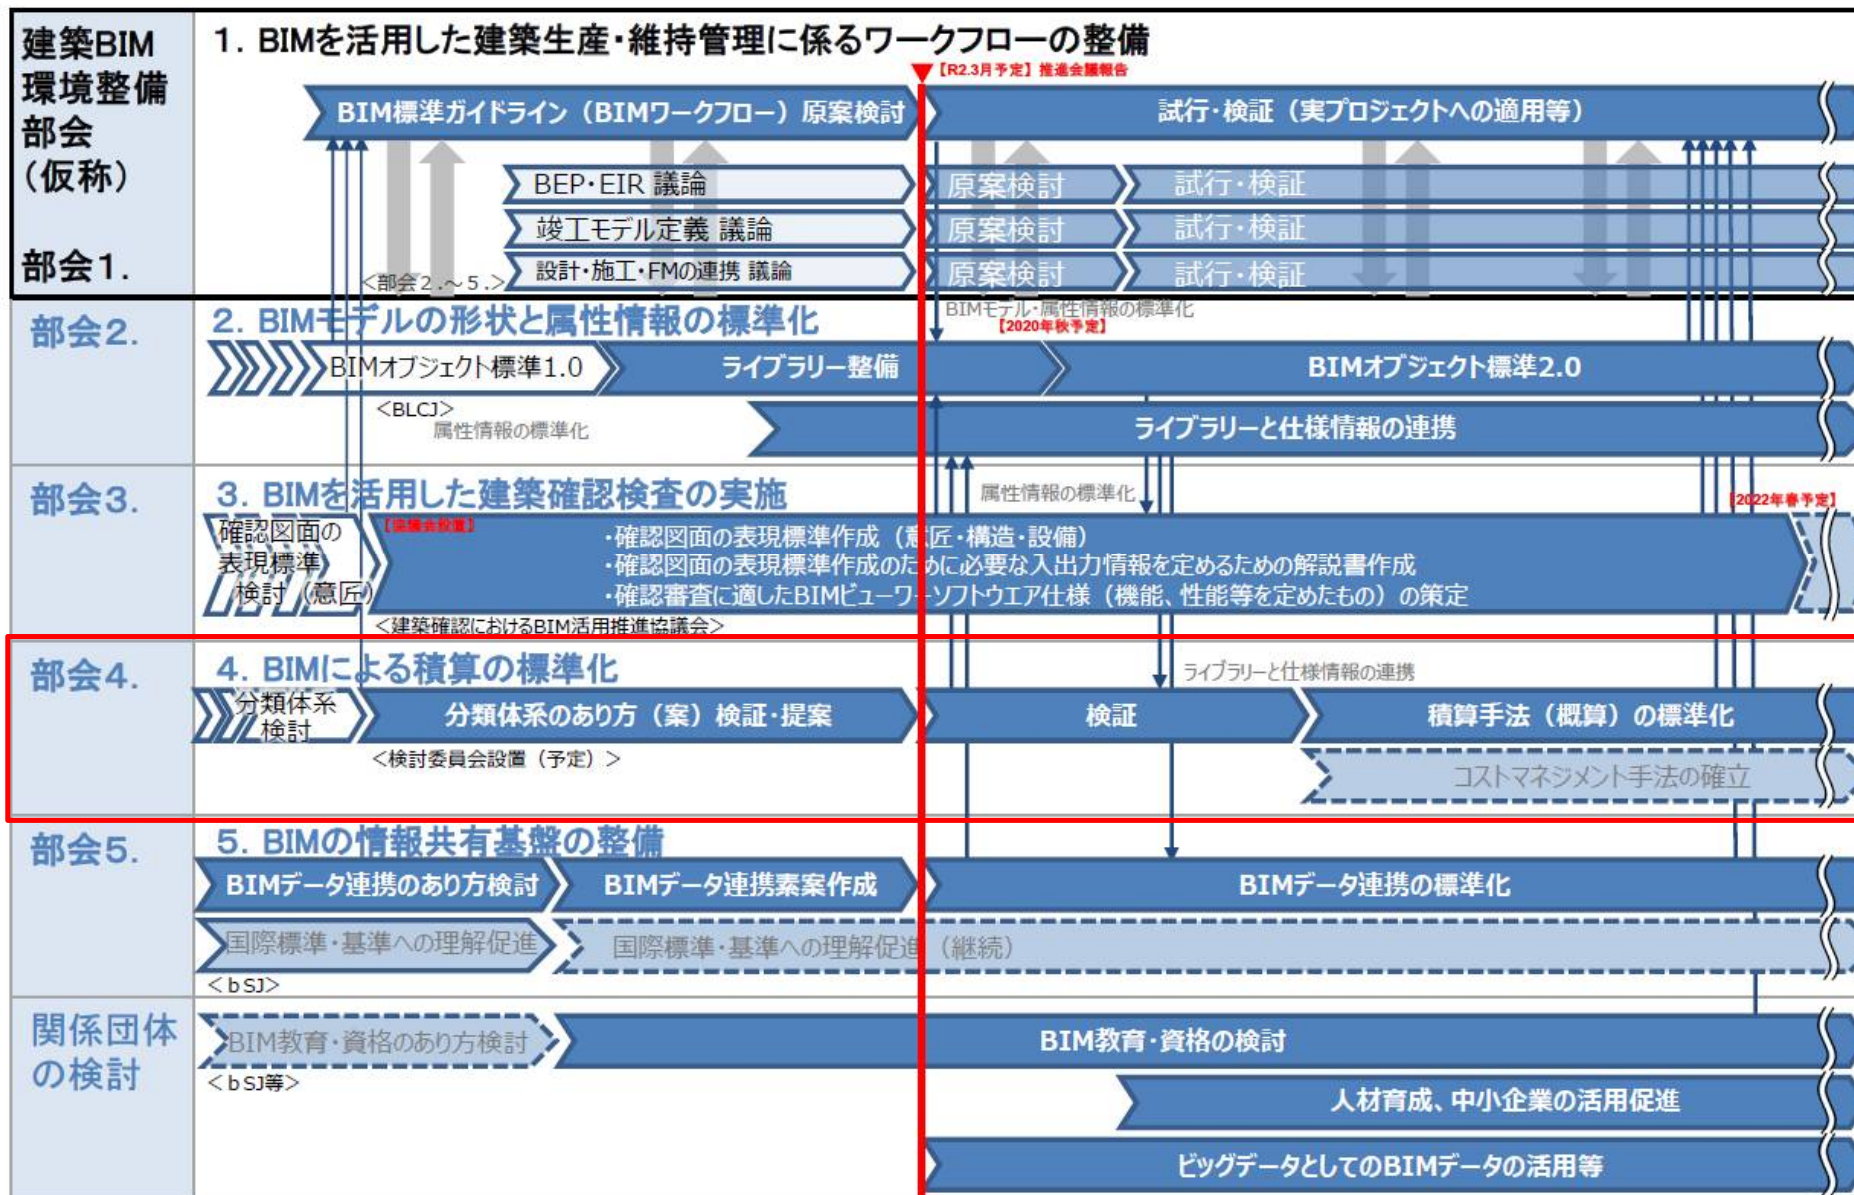 建築BIM
環境整備
部会
（仮称）
部会1.
1. BIMを活用した建築生産・維持管理に係るワークフローの整備
【R2.3月予定】推進会議報告
BIM標準ガイドライン（BIMワークフロー）原案検討
試行・検証（実プロジェクトへの適用等）
BEP・EIR 議論
原案検討
試行・検証
竣工モデル定義 議論
原案検討
試行・検証
設計・施工・FMの連携 議論
原案検討
試行・検証
＜部会2.～5.＞
部会2.
2. BIMモデルの形状と属性情報の標準化
BIMモデル・属性情報の標準化
【2020年秋予定】
BIMオブジェクト標準1.0
ライブラリー整備
BIMオブジェクト標準2.0
＜BLCJ＞
属性情報の標準化
ライブラリーと仕様情報の連携
部会3.
3. BIMを活用した建築確認検査の実施
属性情報の標準化
【2022年春予定】
確認図面の
表現標準
検討（意匠）
【協議会設置】
・確認図面の表現標準作成（意匠・構造・設備）
・確認図面の表現標準作成のために必要な入出力情報を定めるための解説書作成
・確認審査に適したBIMビューワーソフトウエア仕様（機能、性能等を定めたもの）の策定
＜建築確認におけるBIM活用推進協議会＞
部会4.
4. BIMによる積算の標準化
ライブラリーと仕様情報の連携
分類体系
検討
分類体系のあり方（案）検証・提案
検証
積算手法（概算）の標準化
＜検討委員会設置（予定）＞
コストマネジメント手法の確立
部会5.
5. BIMの情報共有基盤の整備
BIMデータ連携のあり方検討
BIMデータ連携素案作成
BIMデータ連携の標準化
国際標準・基準への理解促進
国際標準・基準への理解促進（継続）
＜bSJ＞
関係団体
の検討
BIM教育・資格のあり方検討
BIM教育・資格の検討
＜bSJ等＞
人材育成、中小企業の活用促進
ビッグデータとしてのBIMデータの活用等